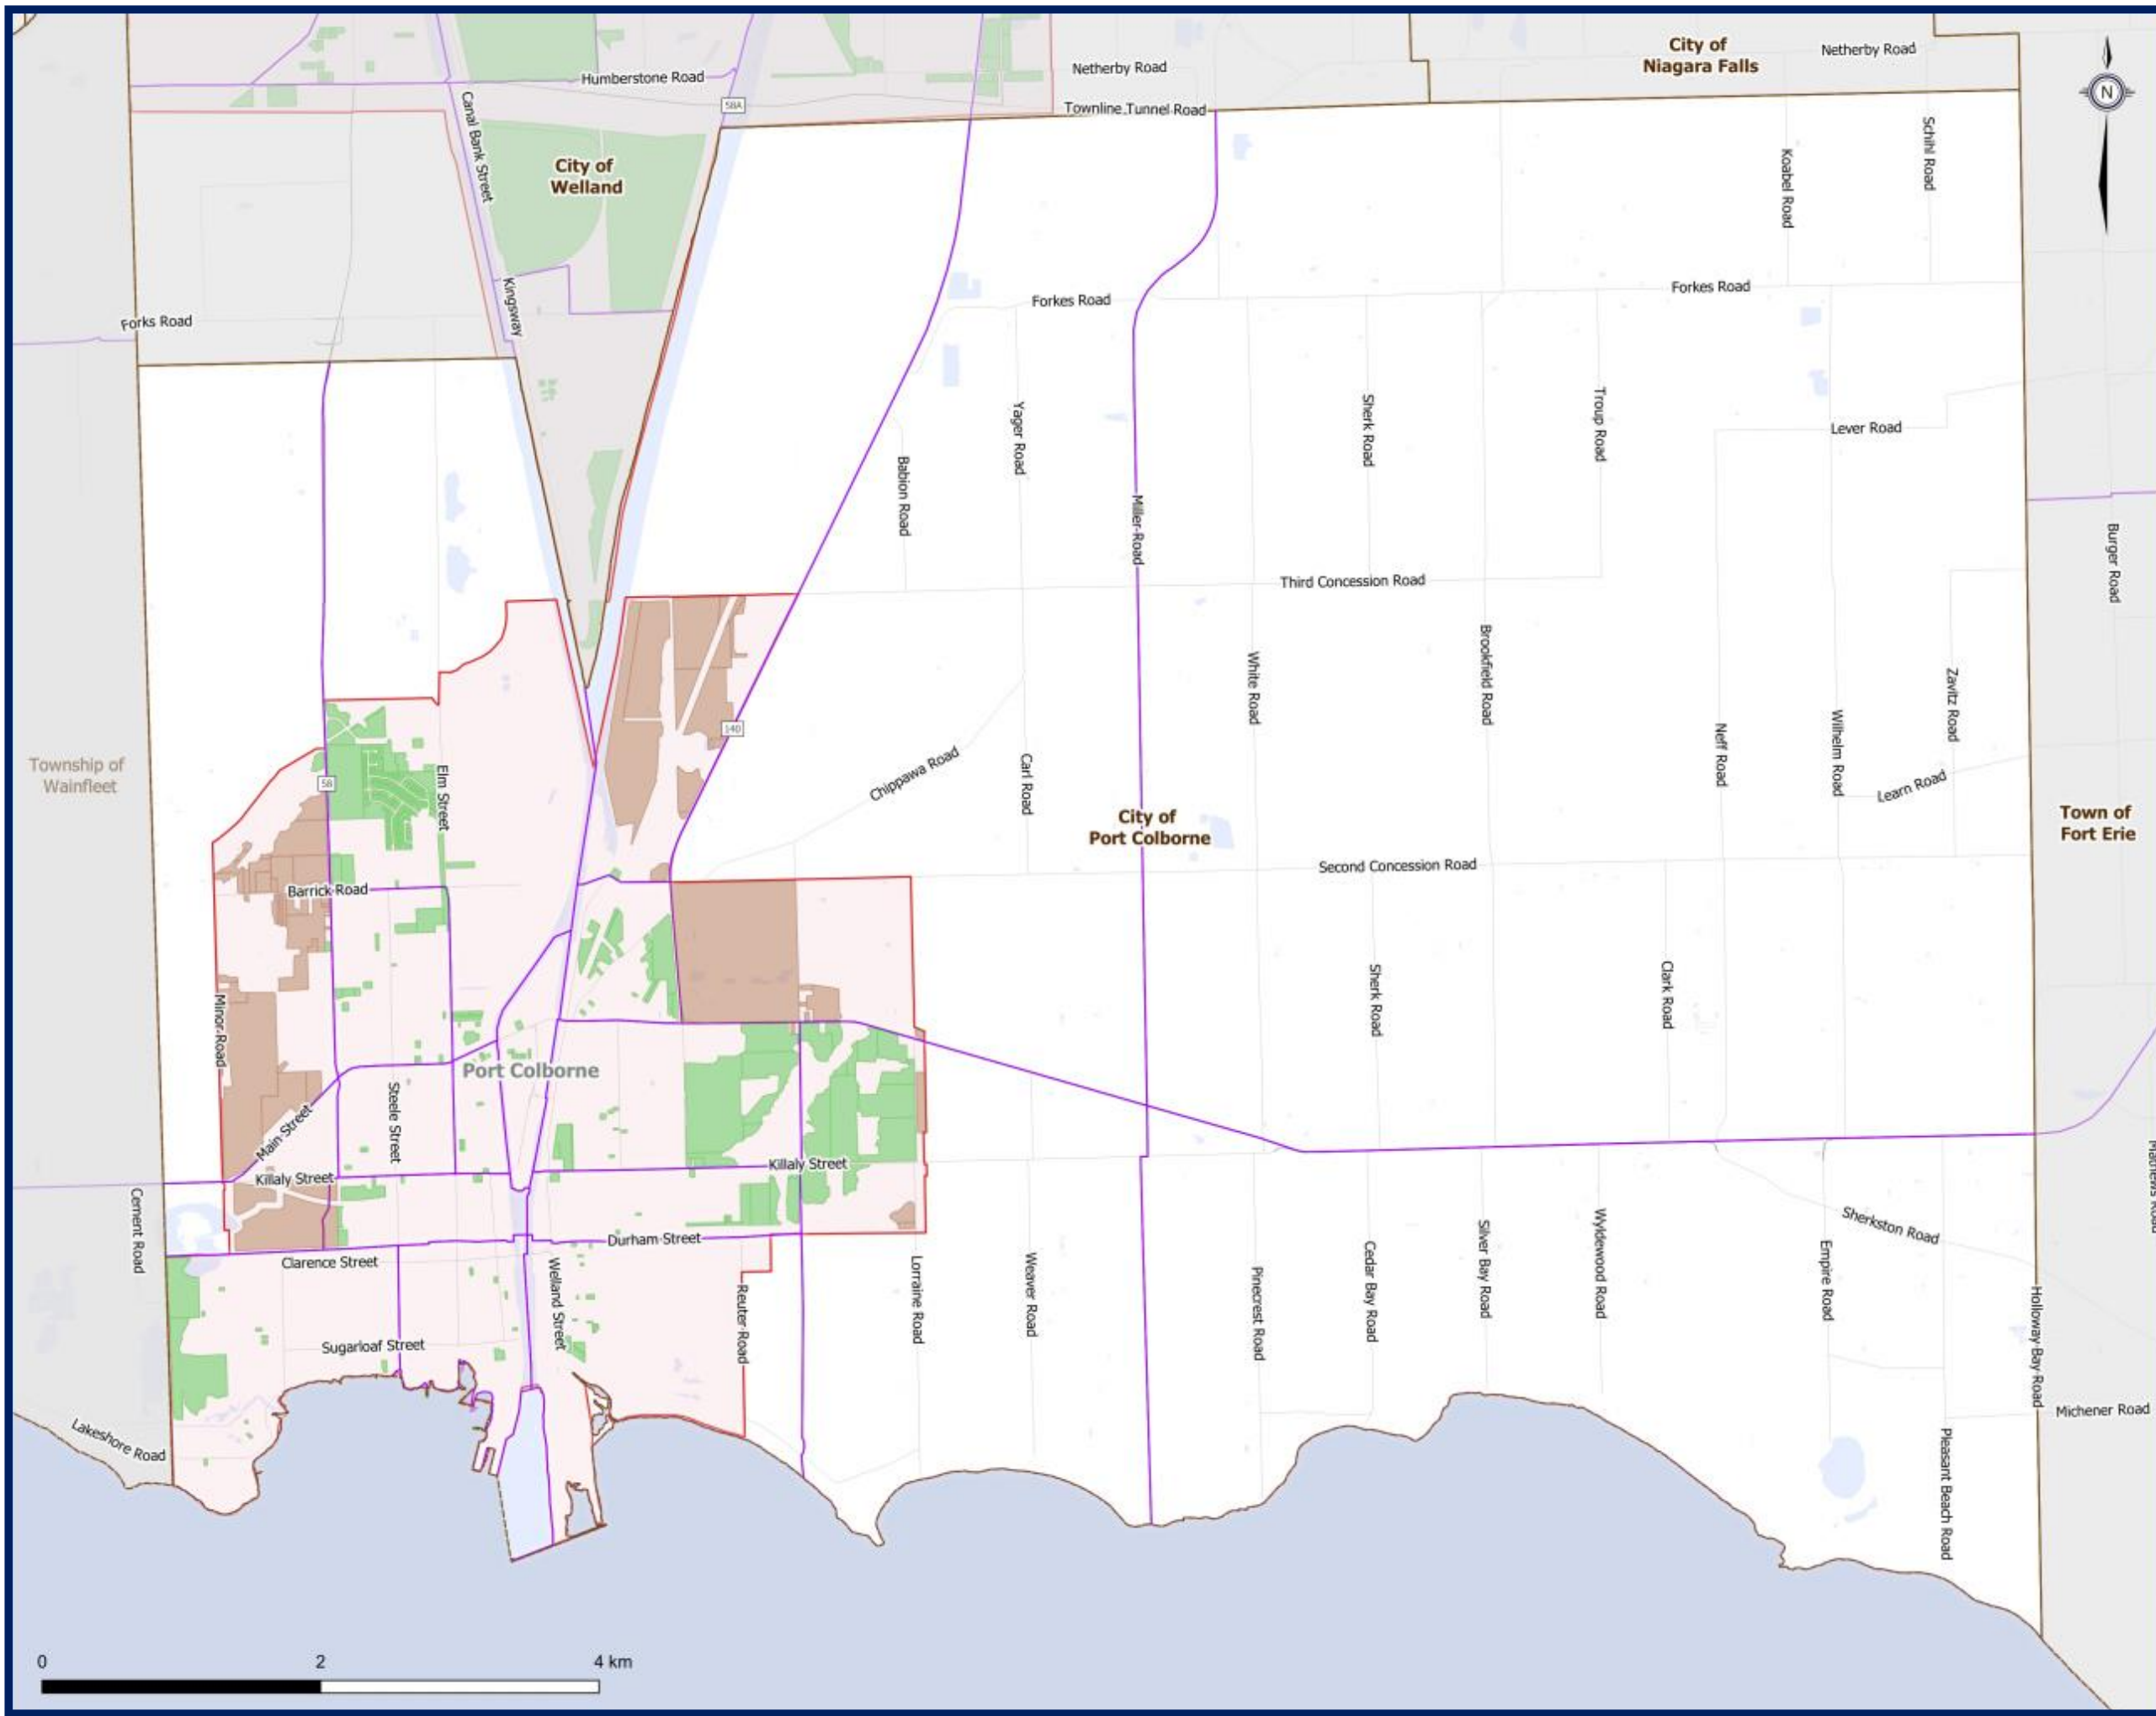 City of
Niagara Falls
Netherby Road
Netherby Road
Humberstone Road
58A
Townline Tunnel Road
N
Canal Bank Street
City of
Welland
Koabel Road
Schihl Road
Kingsway
Forkes Road
Forkes Road
Forks Road
Yager Road
Sherk Road
Troup Road
Lever Road
Babion Road
Miller Road
Burger Road
Third Concession Road
White Road
Brookfield Road
Zavitz Road
140
Neff Road
Wilhelm Road
Township of
Wainfleet
58
Elm Street
Chippawa Road
Carl Road
Learn Road
City of
Port Colborne
Town of
Fort Erie
Second Concession Road
Barrick Road
Minor Road
Sherk Road
Clark Road
Port Colborne
Steele Street
Main Street
Killaly Street
Killaly Street
Cement Road
Sherkston Road
Durham Street
Clarence Street
Welland Street
Reuter Road
Lorraine Road
Weaver Road
Pinecrest Road
Cedar Bay Road
Silver Bay Road
Wyldewood Road
Empire Road
Holloway Bay Road
Sugarloaf Street
Michener Road
Lakeshore Road
Pleasant Beach Road
0
2
4 km